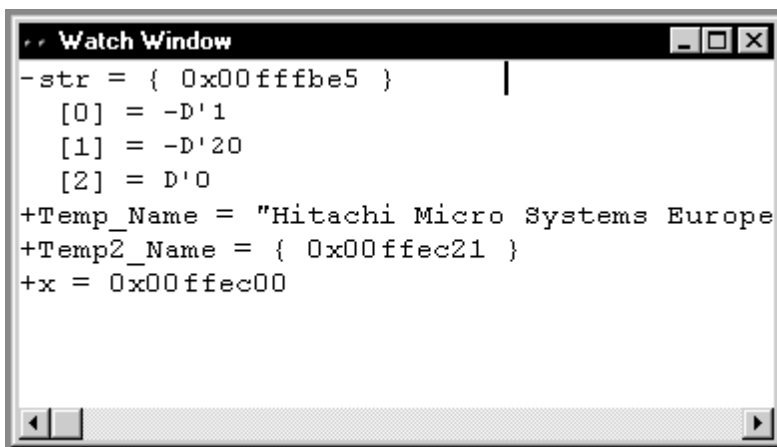 Watch Window
-str = { 0x00fffbe5 }
[0] = -D'1
[1] = -D'20
[2] = D'0
+Temp_Name = "Hitachi Micro Systems Europe
+Temp2_Name = { 0x00ffec21 }
+x = 0x00ffec00